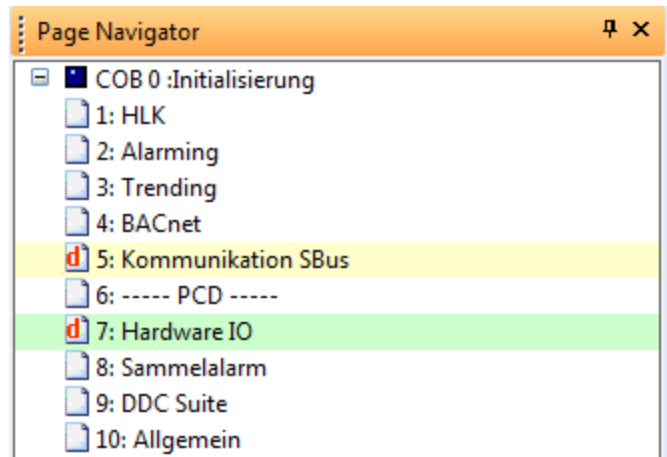 Page Navigator
COB 0 :Initialisierung
1: HLK
2: Alarming
3: Trending
4: BACnet
d 5: Kommunikation SBus
6: ----- PCD -----
d 7: Hardware IO
8: Sammelalarm
9: DDC Suite
10: Allgemein